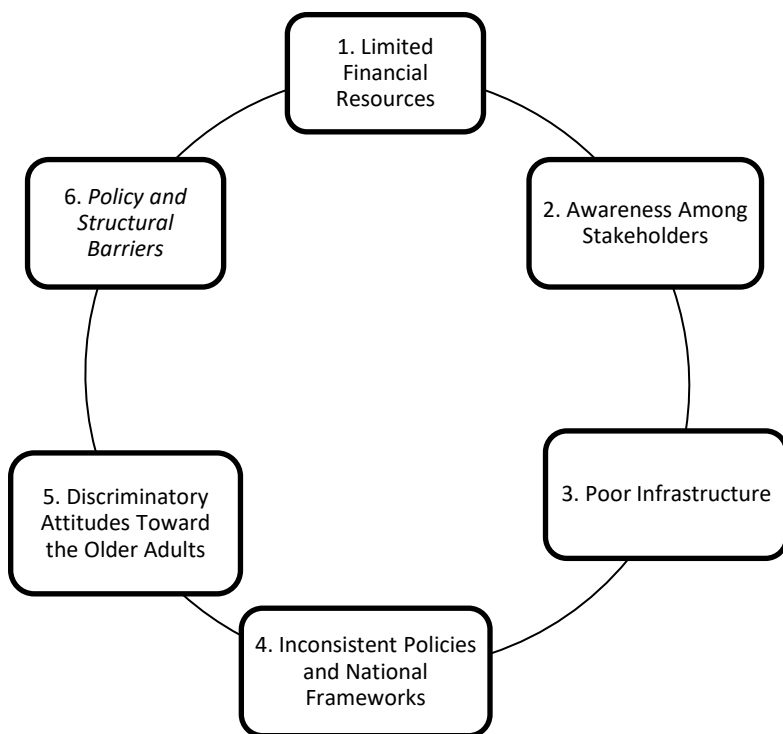 1. Limited
Financial
Resources
2. Awareness Among
Stakeholders
3. Poor Infrastructure
4. Inconsistent Policies
and National
Frameworks
5. Discriminatory
Attitudes Toward
the Older Adults
6. Policy and
Structural
Barriers